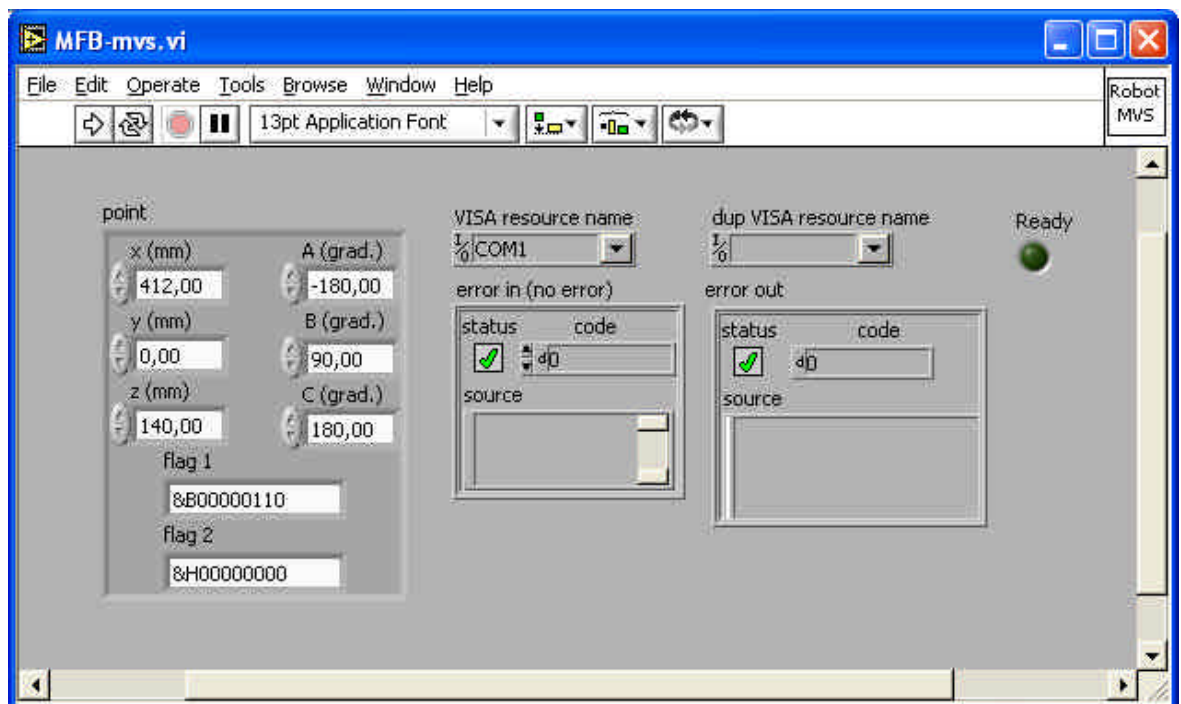 MFB-mvs.vi
File Edit Operate Tools Browse Window Help
Robot
MVS
13pt Application Font
point
x (mm)
A (grad.)
412,00
-180,00
y (mm)
B (grad.)
0,00
90,00
z (mm)
C (grad.)
140,00
180,00
flag 1
&B00000110
flag 2
&H00000000
VISA resource name
COM1
error in (no error)
status code
d0
source
dup VISA resource name
error out
status code
d0
source
Ready